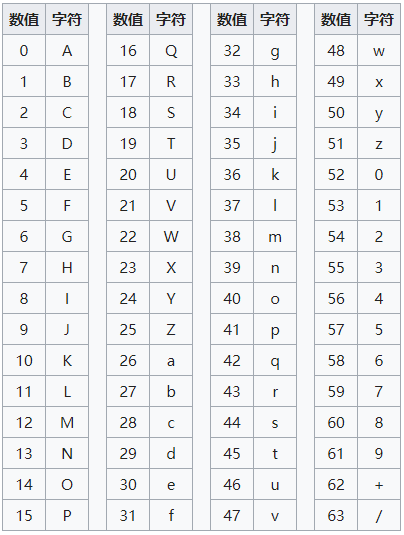 数值 字符 数值 字符 数值 字符 数值 字符
0 A 16 Q 32 g 48 w
1 B 17 R 33 h 49 x
2 C 18 S 34 i 50 y
3 D 19 T 35 j 51 z
4 E 20 U 36 k 52 0
5 F 21 V 37 l 53 1
6 G 22 W 38 m 54 2
7 H 23 X 39 n 55 3
8 I 24 Y 40 o 56 4
9 J 25 Z 41 p 57 5
10 K 26 a 42 q 58 6
11 L 27 b 43 r 59 7
12 M 28 c 44 s 60 8
13 N 29 d 45 t 61 9
14 O 30 e 46 u 62 +
15 P 31 f 47 v 63 /